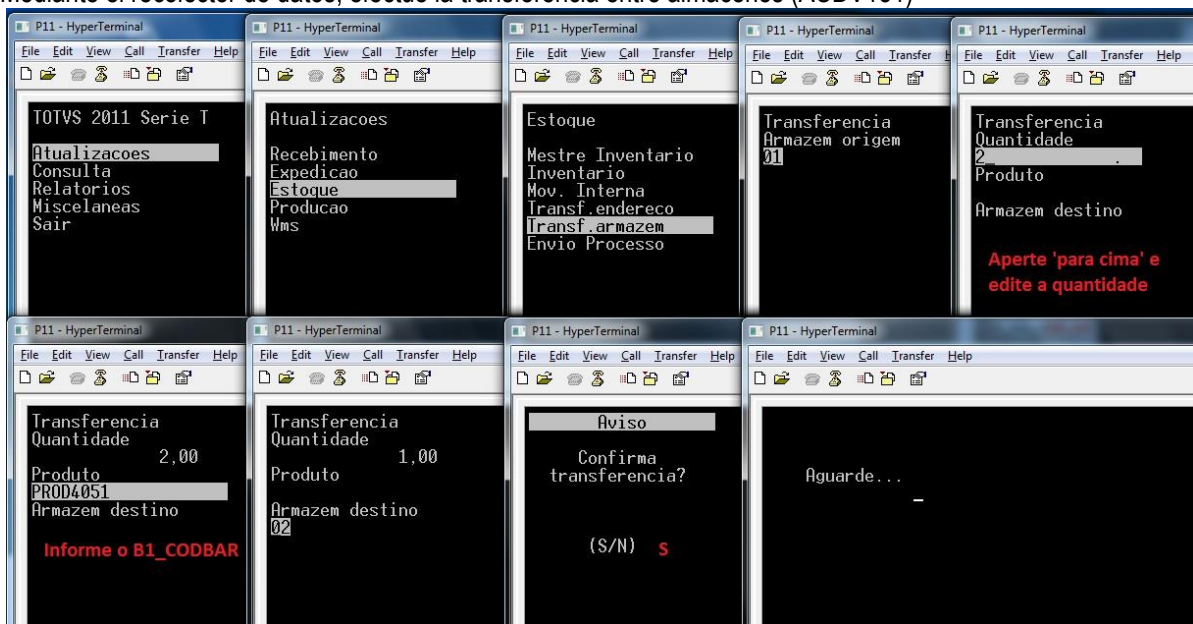 Mediante el recolector de datos, efectúe la transferencia entre almacenes (ACDV151)
P11 - HyperTerminal
File Edit View Call Transfer Help
TOTVS 2011 Serie T
Atualizacoes
Consulta
Relatorios
Miscelaneas
Sair
P11 - HyperTerminal
File Edit View Call Transfer Help
Atualizacoes
Recebimento
Expedicao
Estoque
Producao
Wms
P11 - HyperTerminal
File Edit View Call Transfer Help
Estoque
Mestre Inventario
Inventario
Mov. Interna
Transf.endereco
Transf.armazem
Envio Processo
P11 - HyperTerminal
File Edit View Call Transfer
Transferencia
Armazem origem
01
P11 - HyperTerminal
File Edit View Call Transfer Help
Transferencia
Quantidade
2_ .
Produto
Armazem destino
Aperte 'para cima' e
edite a quantidade
P11 - HyperTerminal
File Edit View Call Transfer Help
Transferencia
Quantidade
2,00
Produto
PROD4051
Armazem destino
Informe o B1_CODBAR
P11 - HyperTerminal
File Edit View Call Transfer Help
Transferencia
Quantidade
1,00
Produto
Armazem destino
02
P11 - HyperTerminal
File Edit View Call Transfer Help
Aviso
Confirma
transferencia?
(S/N) S
P11 - HyperTerminal
File Edit View Call Transfer Help
Aguarde...